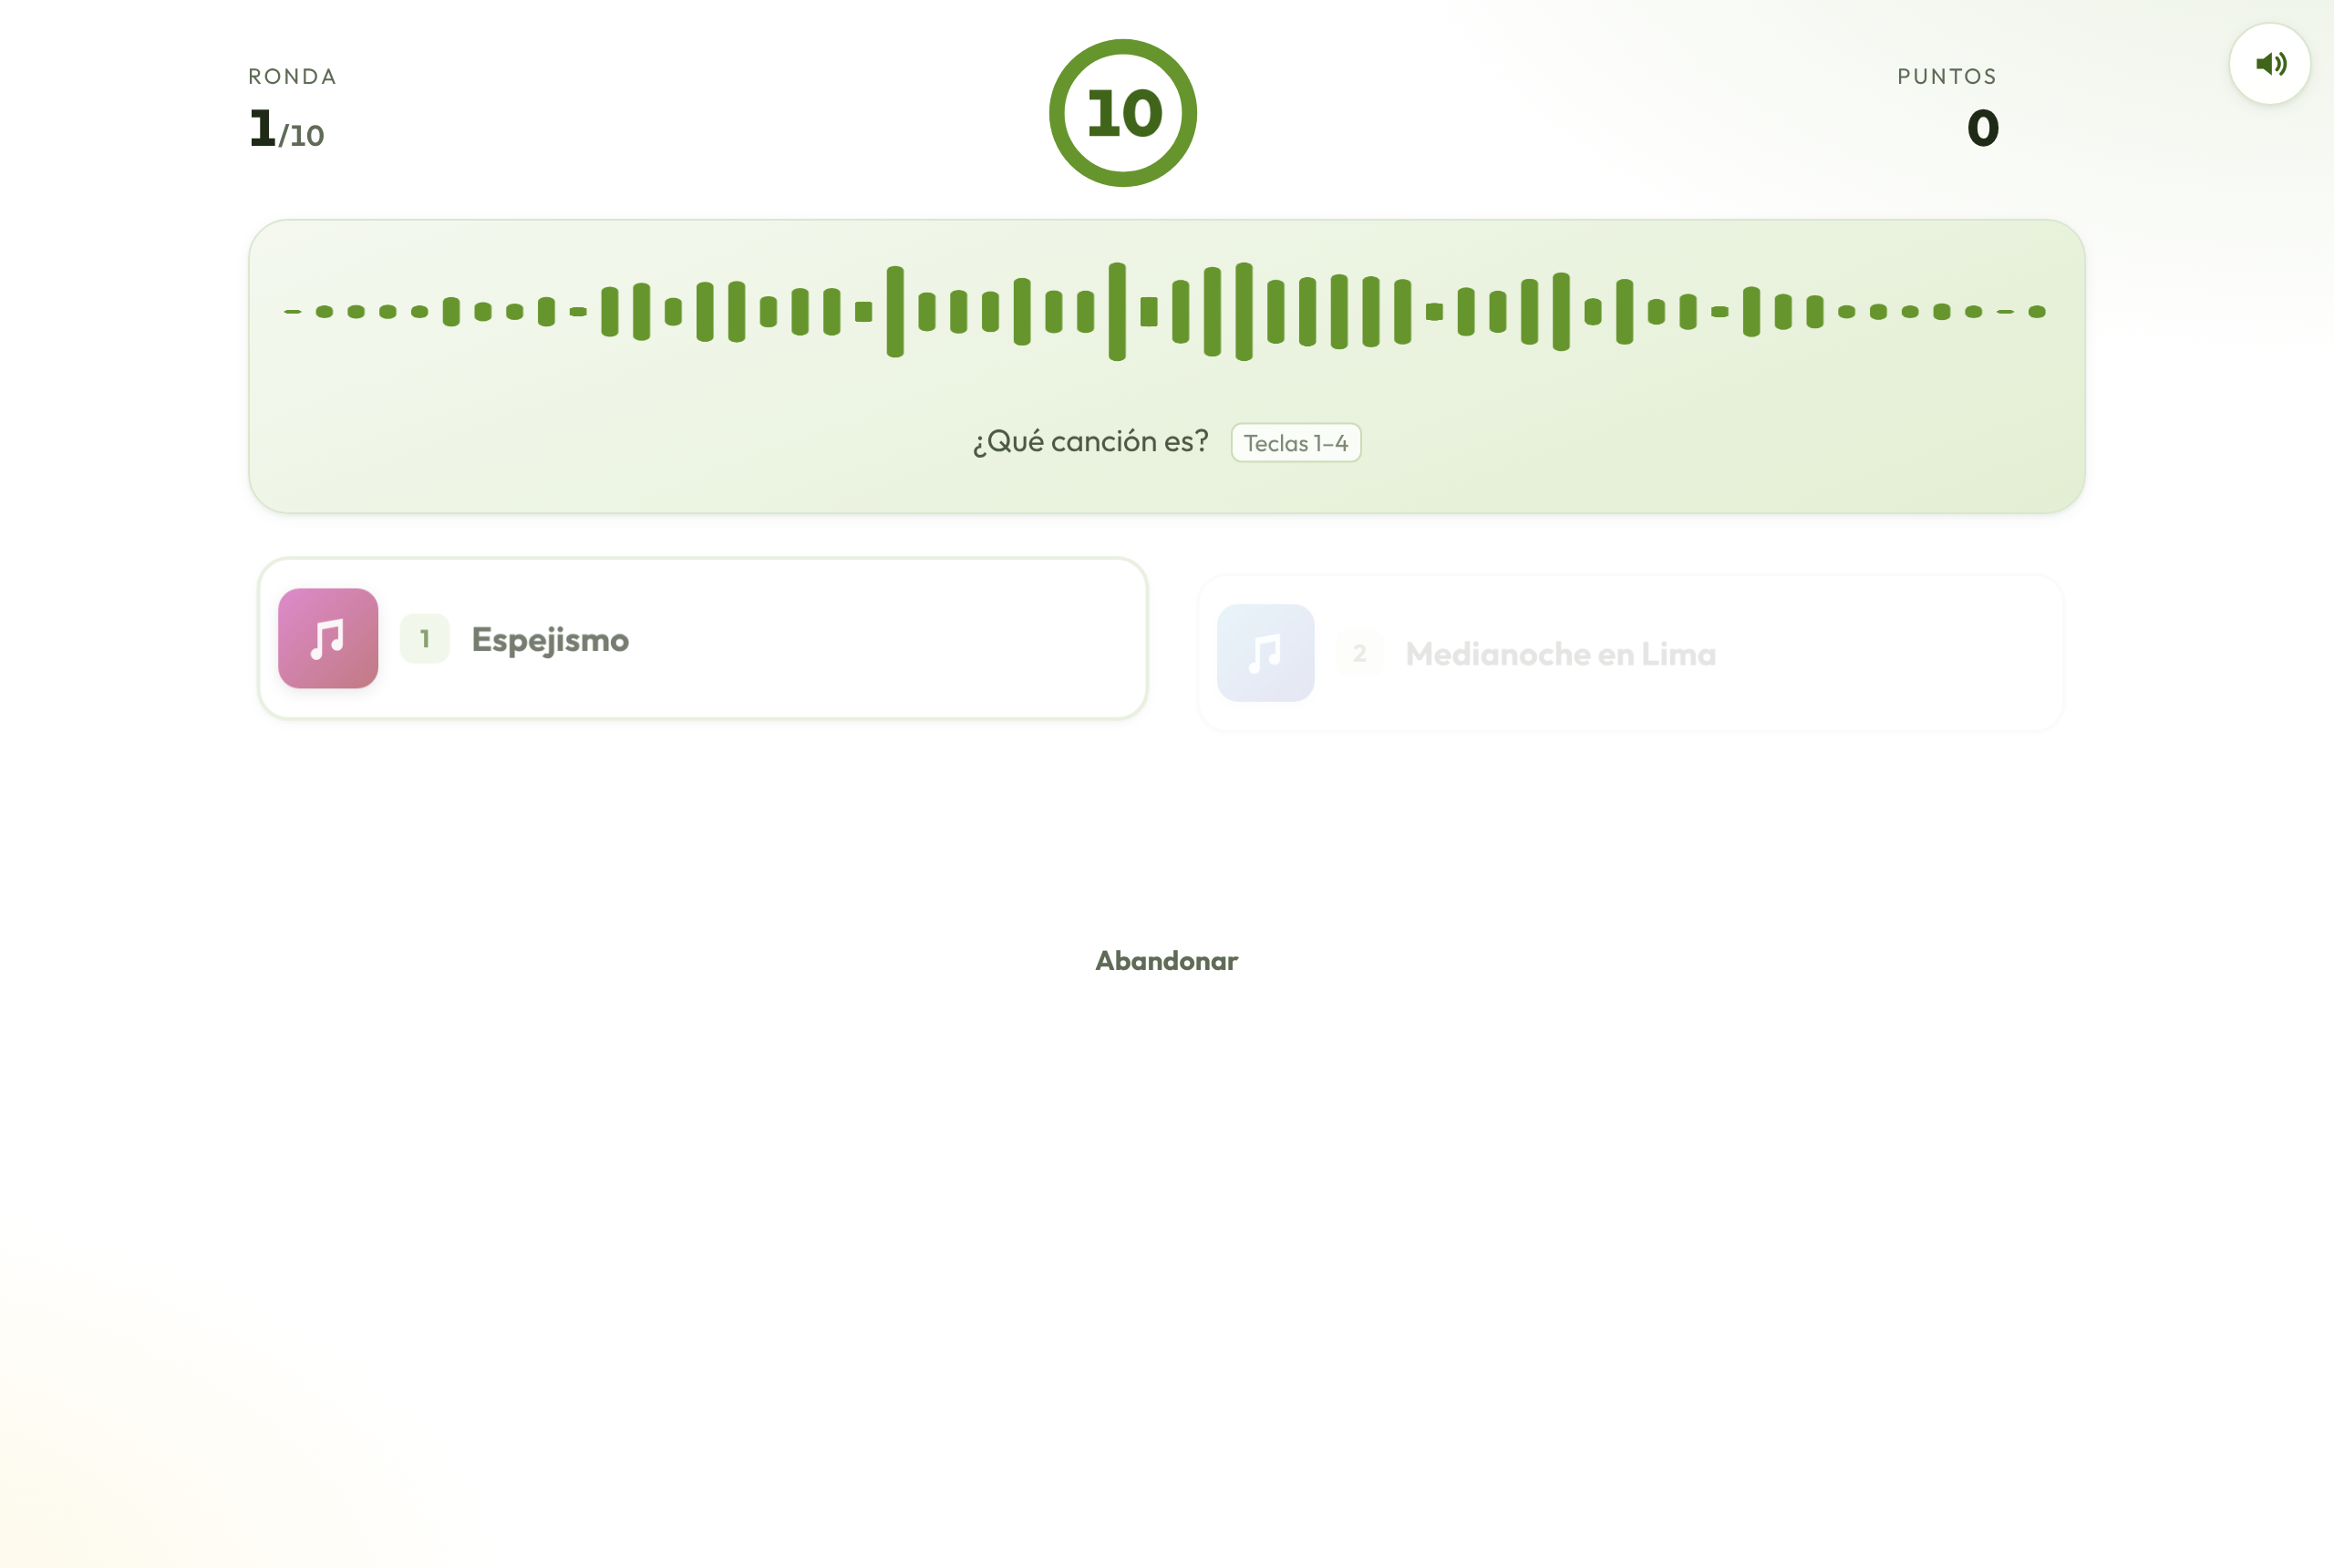 RONDA
1/10
10
PUNTOS
0
¿Qué canción es?
Teclas 1–4
1
Espejismo
2
Medianoche en Lima
Abandonar